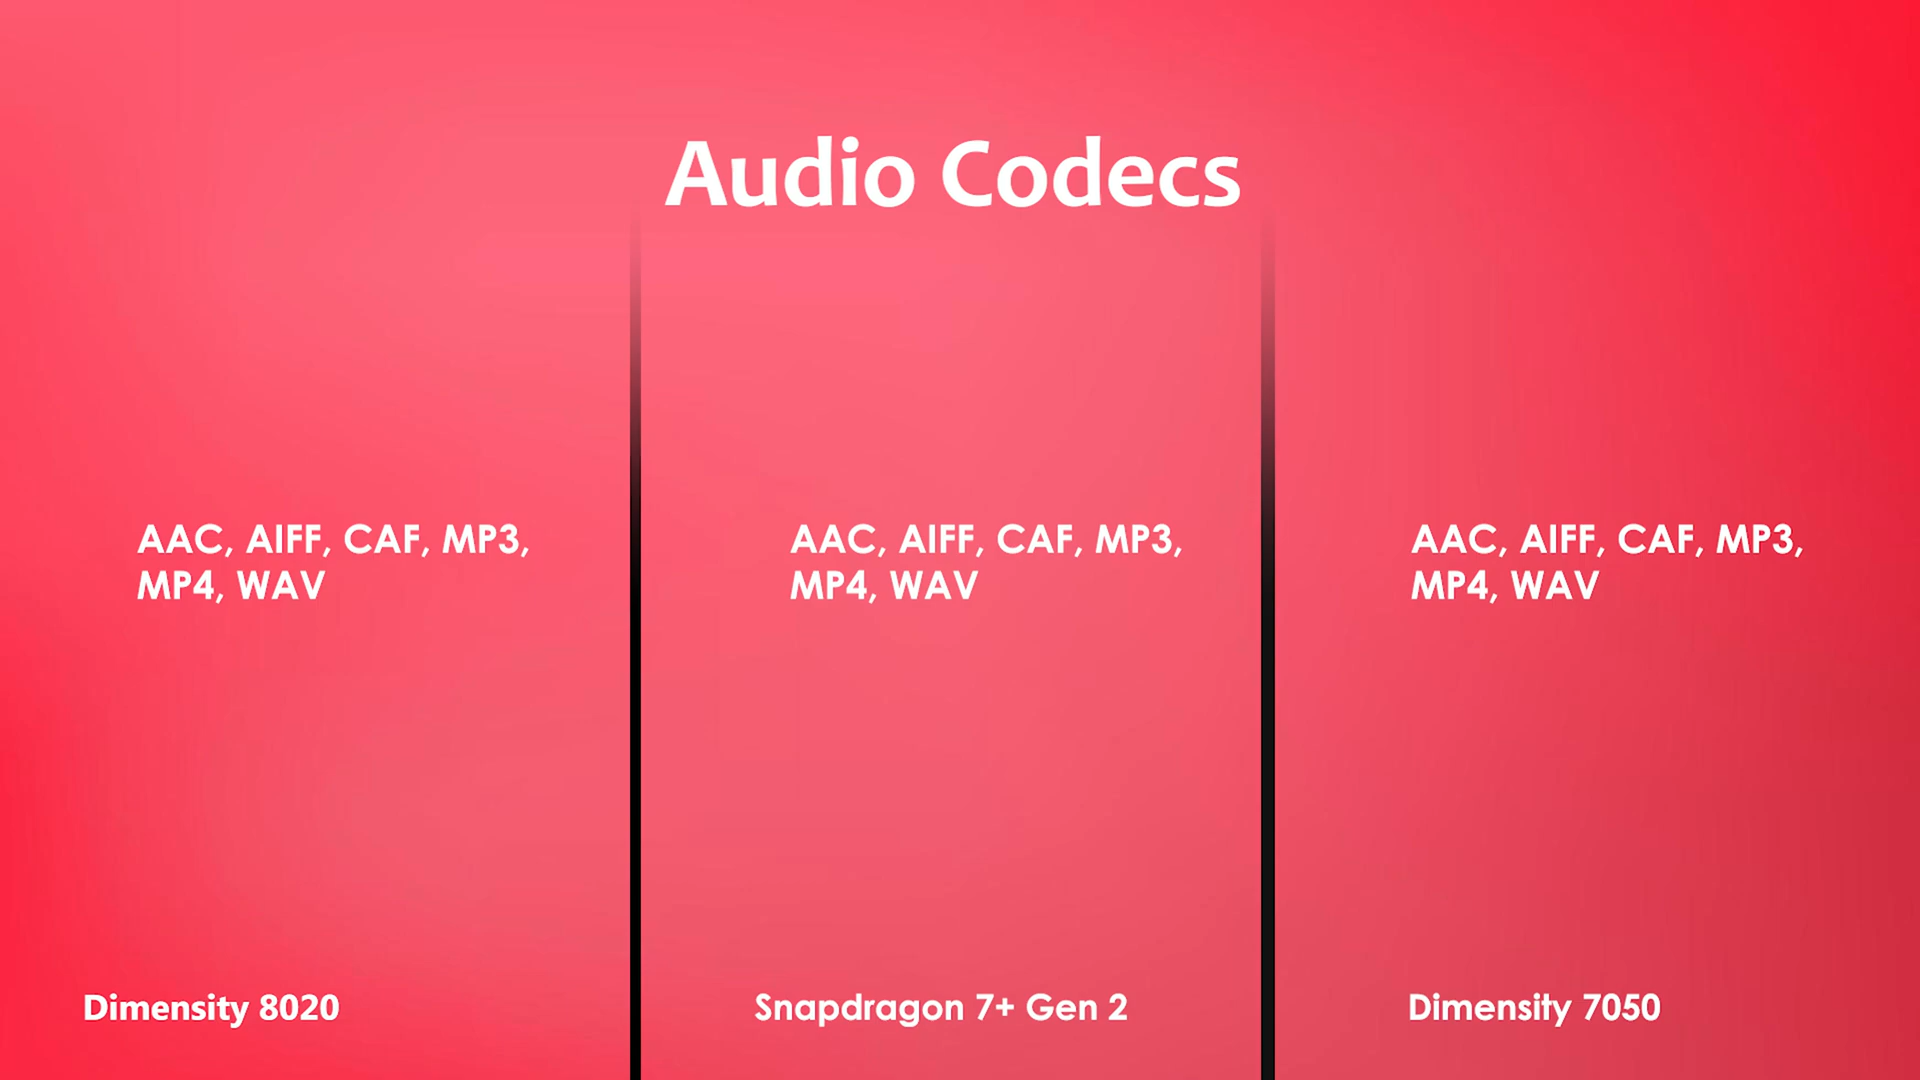 Audio Codecs
AAC, AIFF, CAF, MP3,
MP4, WAV
AAC, AIFF, CAF, MP3,
MP4, WAV
AAC, AIFF, CAF, MP3,
MP4, WAV
Dimensity 8020
Snapdragon 7+ Gen 2
Dimensity 7050